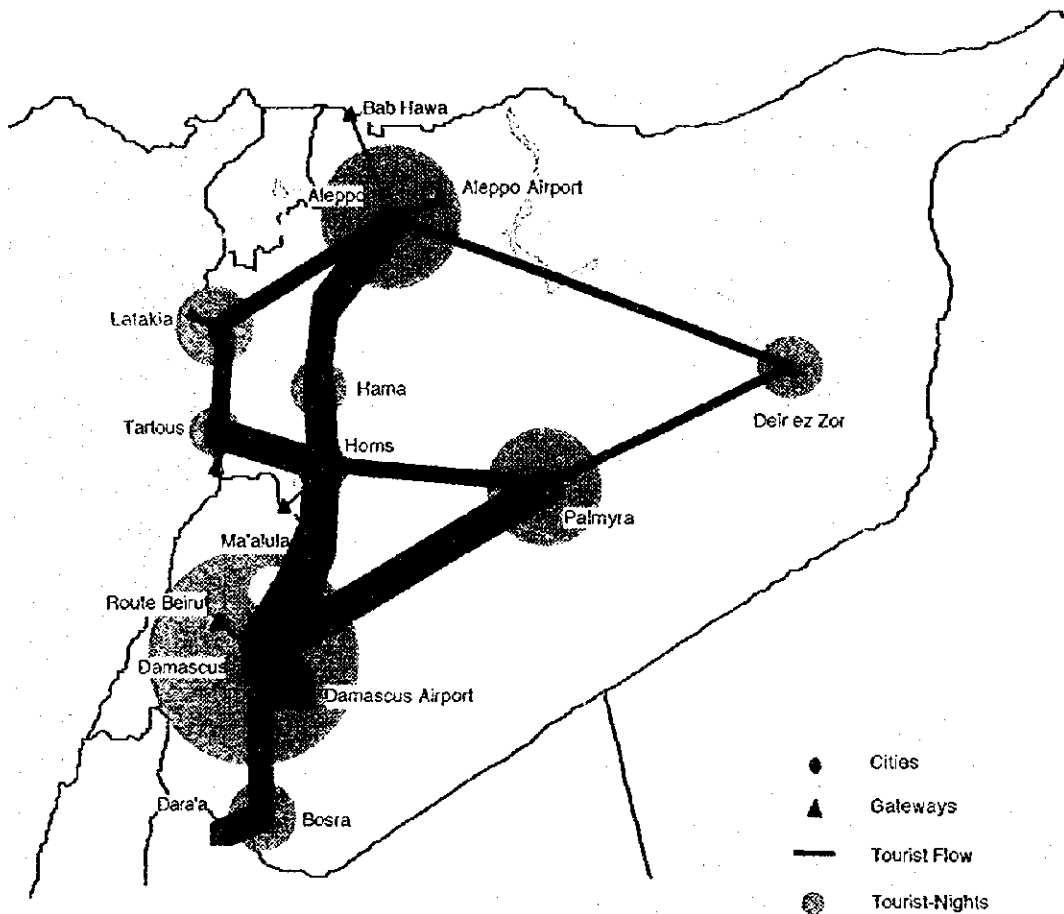 Bab Hawa
Aleppo
Aleppo Airport
Latakia
Hama
Tartous
Deir ez Zor
Homs
Palmyra
Ma'alula
Route Beirut
Damascus
Damascus Airport
Dara'a
Bosra
Cities
Gateways
Tourist Flow
Tourist-Nights